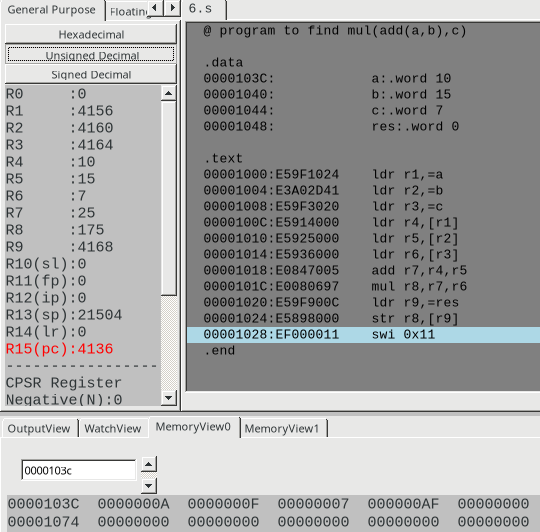 General Purpose Floatin 6.s
Hexadecimal
Unsigned Decimal
Signed Decimal
R0 :0
R1 :4156
R2 :4160
R3 :4164
R4 :10
R5 :15
R6 :7
R7 :25
R8 :175
R9 :4168
R10(sl):0
R11(fp):0
R12(ip):0
R13(sp):21504
R14(lr):0
R15(pc):4136
------------------
CPSR Register
Negative(N):0
@ program to find mul(add(a,b),c)
.data
0000103C: a:.word 10
00001040: b:.word 15
00001044: c:.word 7
00001048: res:.word 0
.text
00001000:E59F1024 ldr r1,=a
00001004:E3A02D41 ldr r2,=b
00001008:E59F3020 ldr r3,=c
0000100C:E5914000 ldr r4,[r1]
00001010:E5925000 ldr r5,[r2]
00001014:E5936000 ldr r6,[r3]
00001018:E0847005 add r7,r4,r5
0000101C:E0080697 mul r8,r7,r6
00001020:E59F900C ldr r9,=res
00001024:E5898000 str r8,[r9]
00001028:EF000011 swi 0x11
.end
OutputView WatchView MemoryView0 MemoryView1
0000103c
0000103C 0000000A 0000000F 00000007 000000AF 00000000
00001074 00000000 00000000 00000000 00000000 00000000